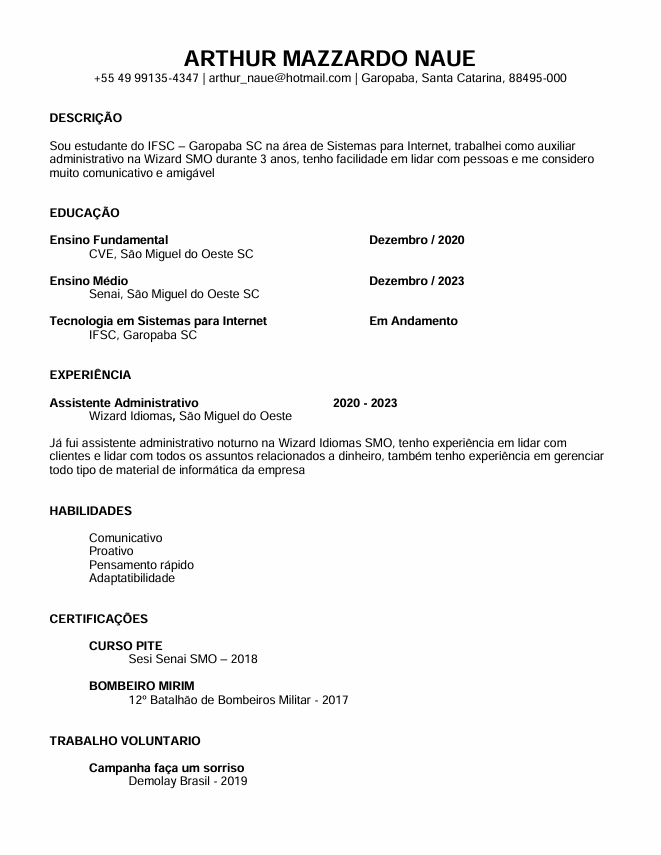 ARTHUR MAZZARDO NAUE
+55 49 99135-4347 | arthur_naue@hotmail.com | Garopaba, Santa Catarina, 88495-000
DESCRIÇÃO
Sou estudante do IFSC – Garopaba SC na área de Sistemas para Internet, trabalhei como auxiliar
administrativo na Wizard SMO durante 3 anos, tenho facilidade em lidar com pessoas e me considero
muito comunicativo e amigável
EDUCAÇÃO
Ensino Fundamental Dezembro / 2020
CVE, São Miguel do Oeste SC
Ensino Médio Dezembro / 2023
Senai, São Miguel do Oeste SC
Tecnologia em Sistemas para Internet Em Andamento
IFSC, Garopaba SC
EXPERIÊNCIA
Assistente Administrativo 2020 - 2023
Wizard Idiomas, São Miguel do Oeste
Já fui assistente administrativo noturno na Wizard Idiomas SMO, tenho experiência em lidar com
clientes e lidar com todos os assuntos relacionados a dinheiro, também tenho experiência em gerenciar
todo tipo de material de informática da empresa
HABILIDADES
Comunicativo
Proativo
Pensamento rápido
Adaptatibilidade
CERTIFICAÇÕES
CURSO PITE
Sesi Senai SMO – 2018
BOMBEIRO MIRIM
12º Batalhão de Bombeiros Militar - 2017
TRABALHO VOLUNTARIO
Campanha faça um sorriso
Demolay Brasil - 2019